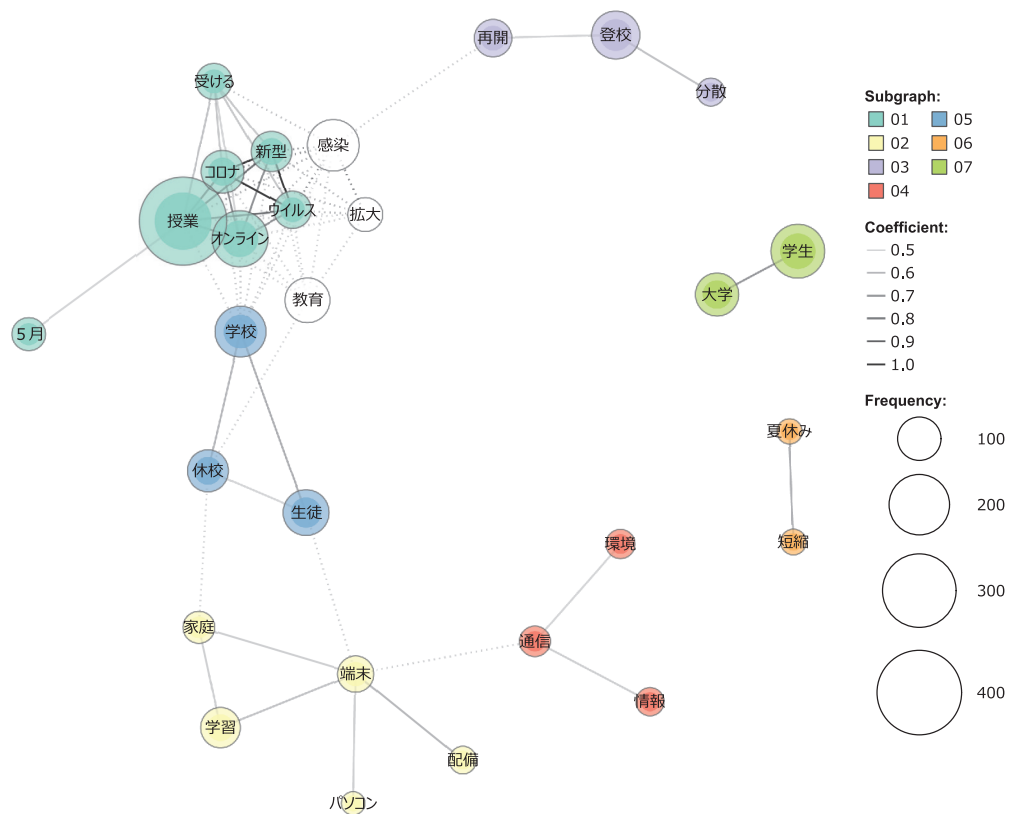 再開
登校
受ける
分散
感染
新型
コロナ
拡大
ウイルス
授業
オンライン
教育
5月
学校
学生
大学
夏休み
休校
生徒
短縮
環境
家庭
通信
端末
情報
学習
配備
パソコン
Subgraph:
01
05
02
06
03
07
04
Coefficient:
0.5
0.6
0.7
0.8
0.9
1.0
Frequency:
100
200
300
400